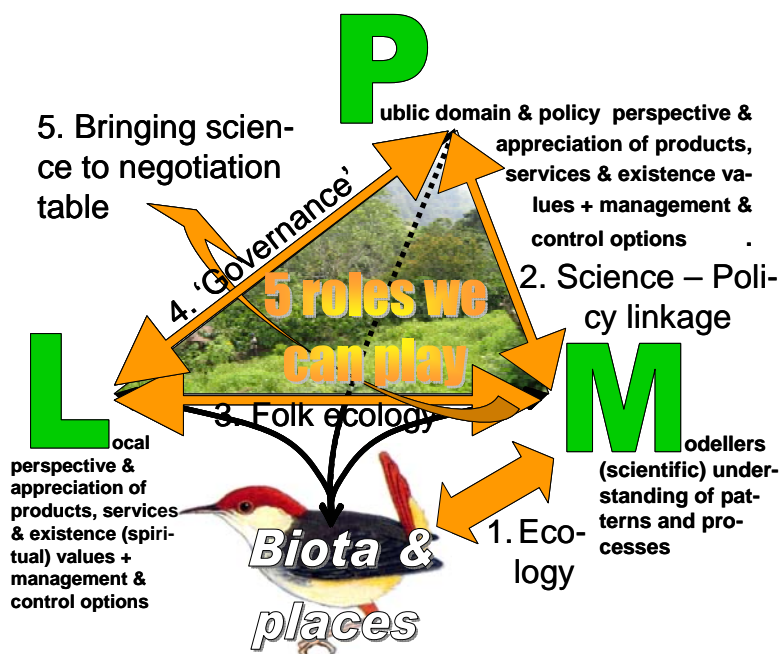 Public domain & policy perspective &
appreciation of products,
services & existence va-
lues + management &
control options .
5. Bringing scien-
ce to negotiation
table
4. ‘Governance’
5 roles we
can play
2. Science – Poli-
cy linkage
3. Folk ecology
Local
perspective &
appreciation of
products, services
& existence (spiri-
tual) values +
management &
control options
Modellers
(scientific) under-
standing of pat-
terns and pro-
cesses
1. Eco-
logy
Biota &
places